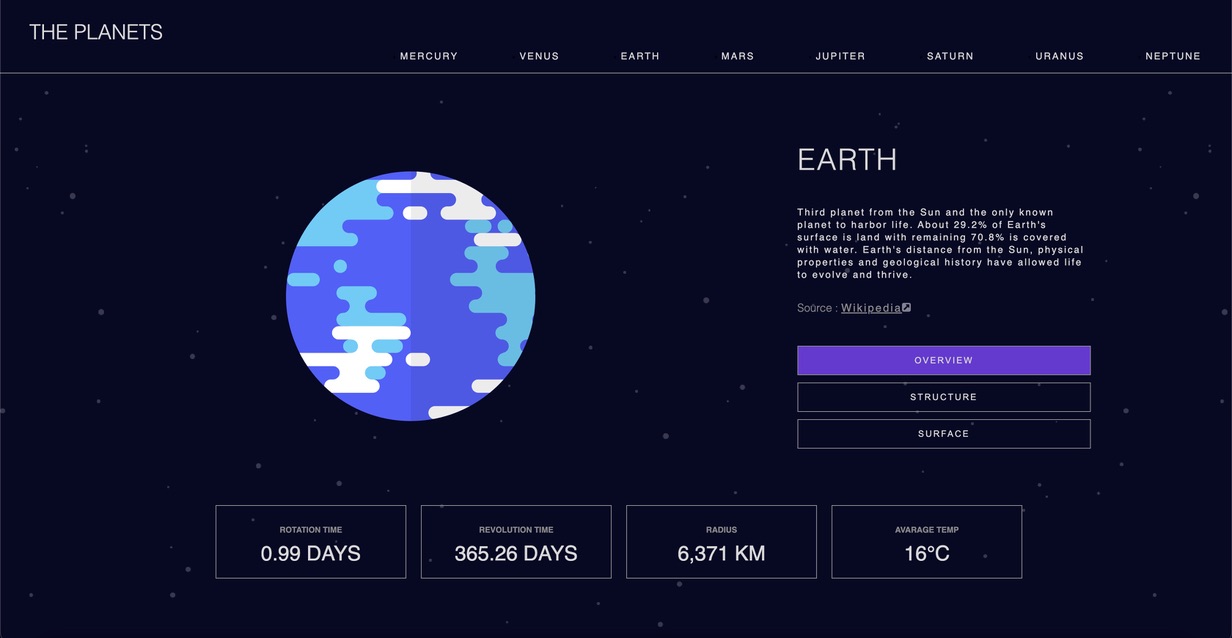 THE PLANETS
MERCURY VENUS EARTH MARS JUPITER SATURN URANUS NEPTUNE
EARTH
Third planet from the Sun and the only known
planet to harbor life. About 29.2% of Earth's
surface is land with remaining 70.8% is covered
with water. Earth's distance from the Sun, physical
properties and geological history have allowed life
to evolve and thrive.
Source : Wikipedia
OVERVIEW
STRUCTURE
SURFACE
ROTATION TIME
0.99 DAYS
REVOLUTION TIME
365.26 DAYS
RADIUS
6,371 KM
AVARAGE TEMP
16°C